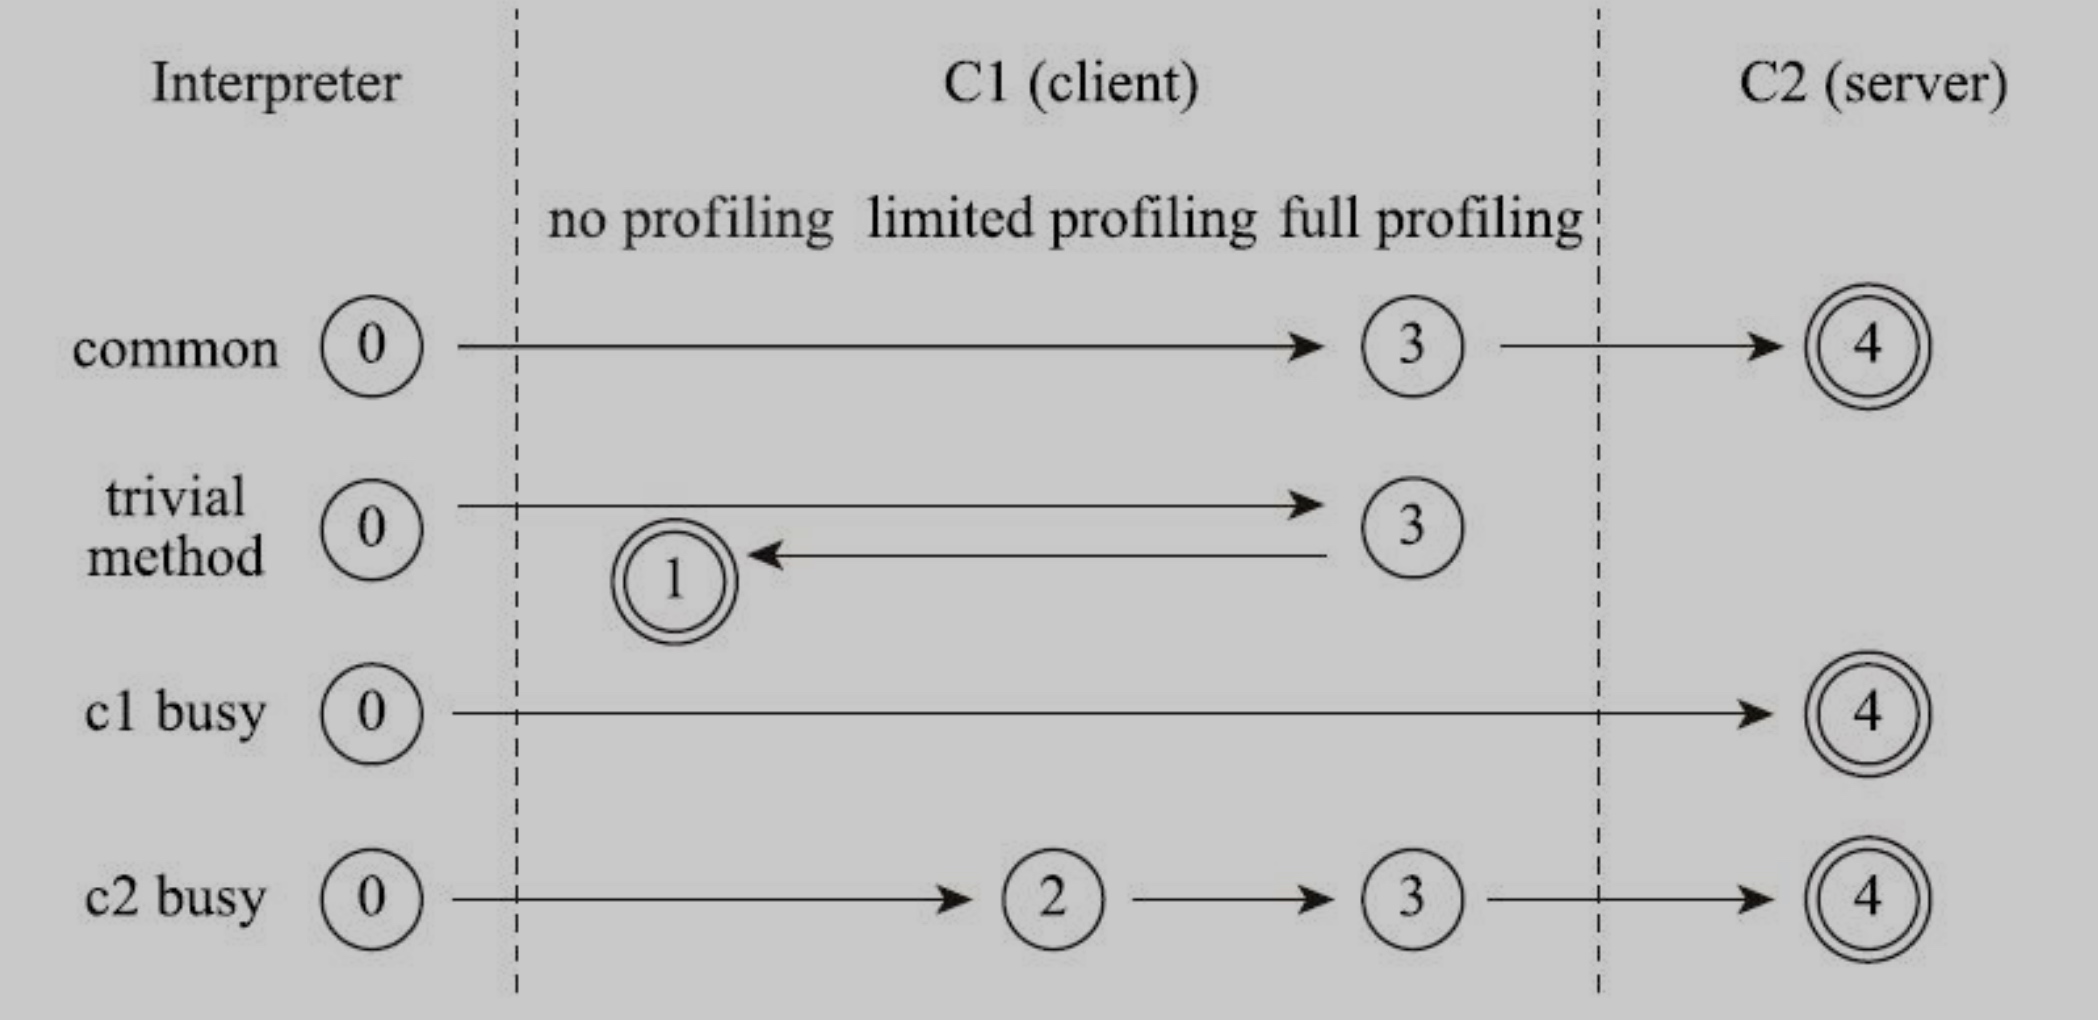 Interpreter C1 (client) C2 (server)
no profiling limited profiling full profiling
common 0 3 4
trivial
method 0 3
1
c1 busy 0 4
c2 busy 0 2 3 4